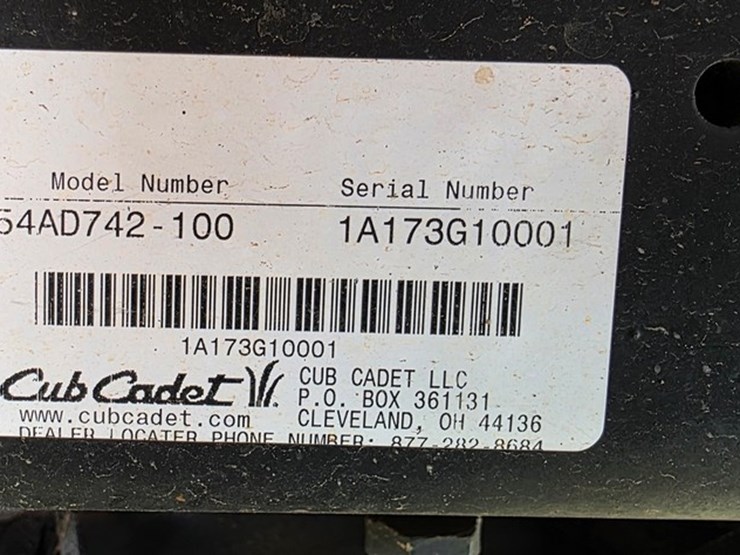 Model Number Serial Number
54AD742-100 1A173G10001
1A173G10001
Cub Cadet
CUB CADET LLC
P.O. BOX 361131
www.cubcadet.com CLEVELAND, OH 44136
DEALER LOCATER PHONE NUMBER: 877-282-8684